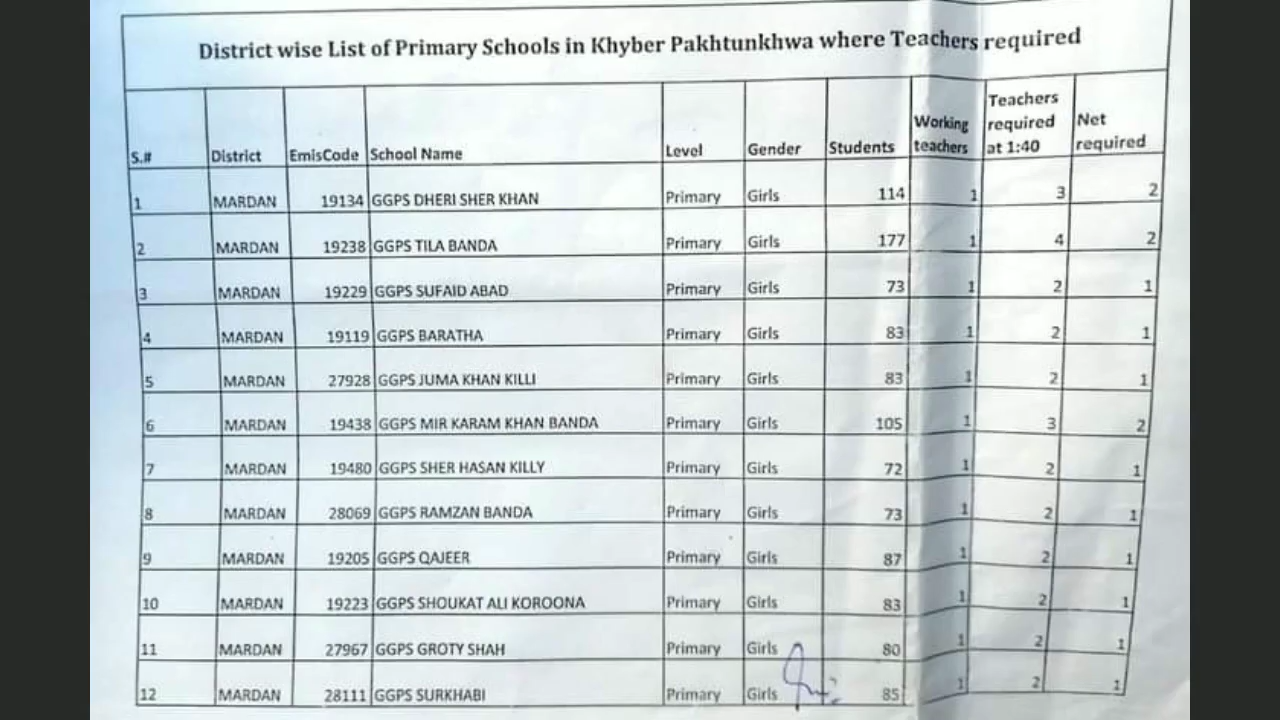 District wise List of Primary Schools in Khyber Pakhtunkhwa where Teachers required
S.# District EmisCode School Name Level Gender Students Working teachers Teachers required at 1:40 Net required
1 MARDAN 19134 GGPS DHERI SHER KHAN Primary Girls 114 1 3 2
2 MARDAN 19238 GGPS TILA BANDA Primary Girls 177 1 4 2
3 MARDAN 19229 GGPS SUFAID ABAD Primary Girls 73 1 2 1
4 MARDAN 19119 GGPS BARATHA Primary Girls 83 1 2 1
5 MARDAN 27928 GGPS JUMA KHAN KILLI Primary Girls 83 1 2 1
6 MARDAN 19438 GGPS MIR KARAM KHAN BANDA Primary Girls 105 1 3 2
7 MARDAN 19480 GGPS SHER HASAN KILLY Primary Girls 72 1 2 1
8 MARDAN 28069 GGPS RAMZAN BANDA Primary Girls 73 1 2 1
9 MARDAN 19205 GGPS QAJEER Primary Girls 87 1 2 1
10 MARDAN 19223 GGPS SHOUKAT ALI KOROONA Primary Girls 83 1 2 1
11 MARDAN 27967 GGPS GROTY SHAH Primary Girls 80 1 2 1
12 MARDAN 28111 GGPS SURKHABI Primary Girls 85 1 2 1